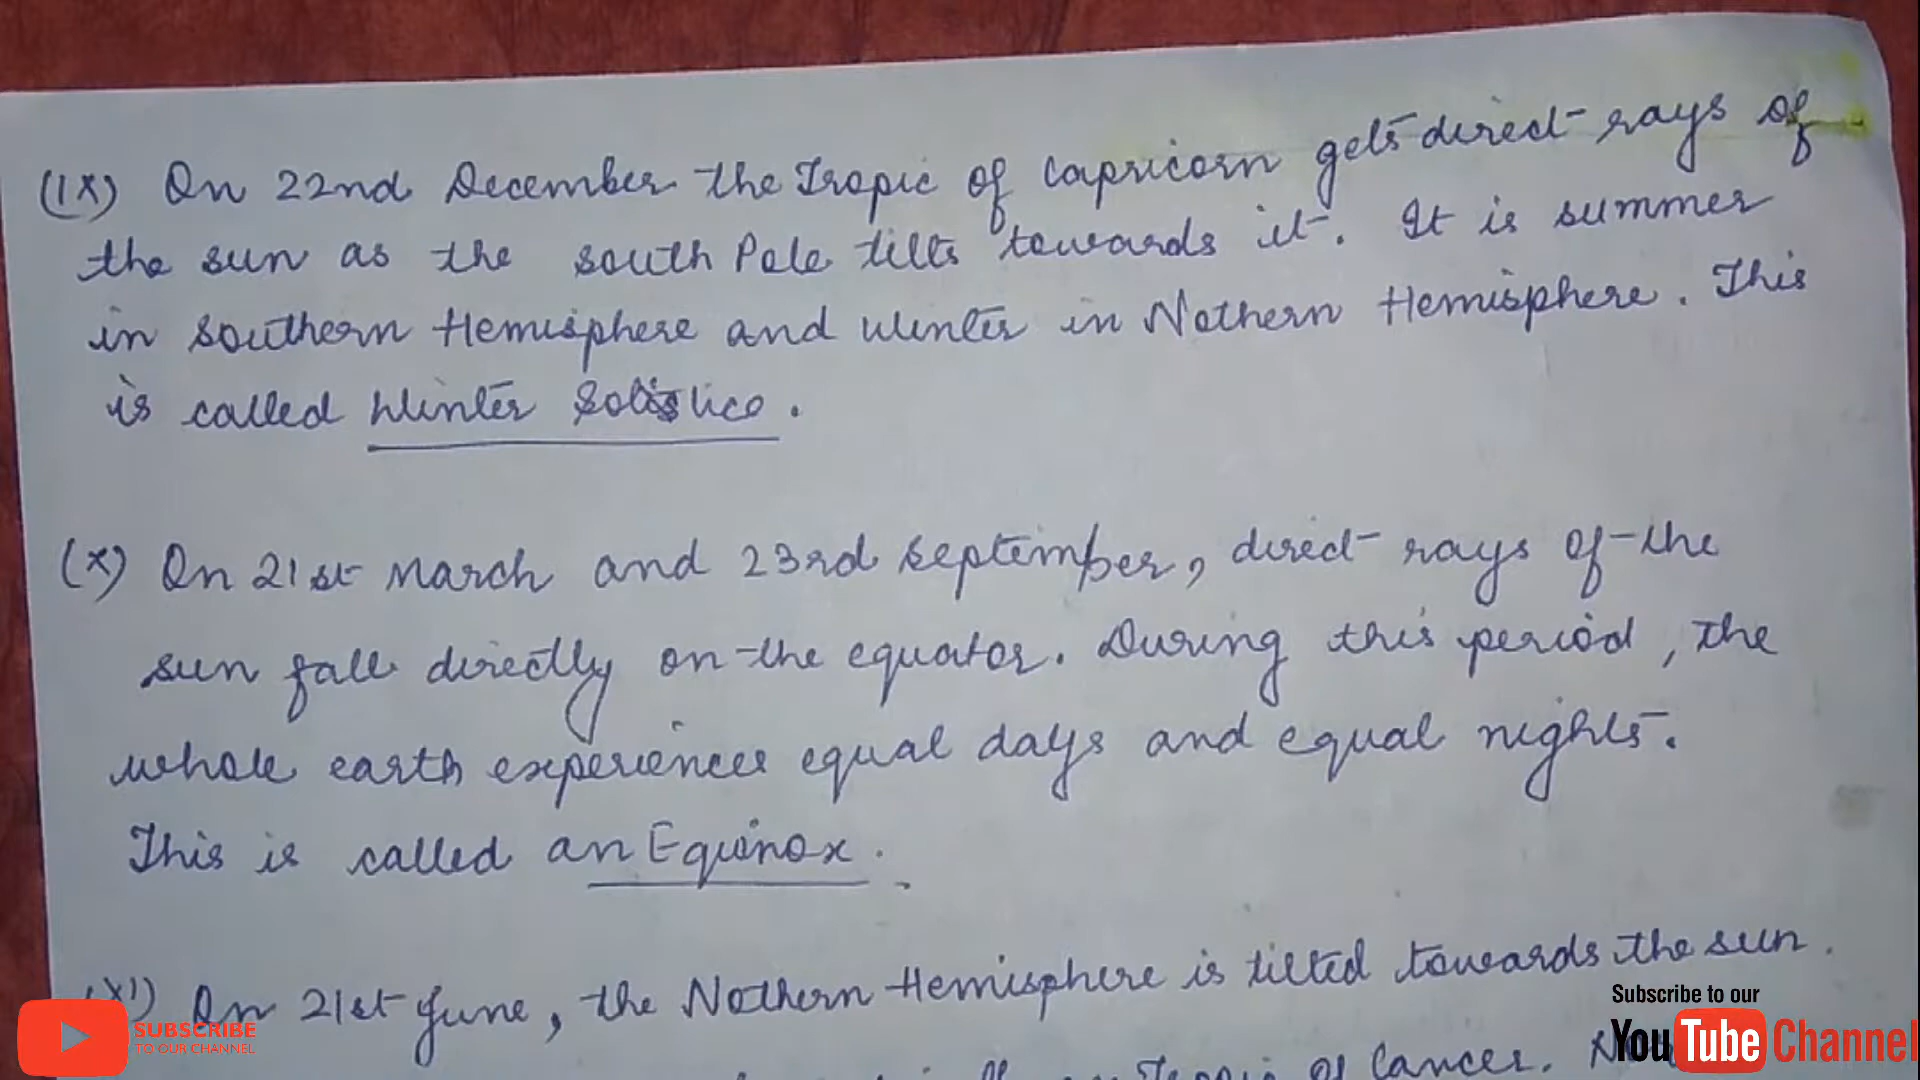 (IX) On 22nd December the Tropic of Capricorn gets direct rays of
the sun as the south Pole tilts towards it. It is summer
in Southern Hemisphere and Winter in Nothern Hemisphere. This
is called Winter Solistice.
(X) On 21st March and 23rd September, direct rays of the
sun fall directly on the equator. During this period, the
whole earth experiences equal days and equal nights.
This is called an Equinox.
(XI) On 21st June, the Nothern Hemisphere is tilted towards the sun.
Tropic of Cancer.
SUBSCRIBE
TO OUR CHANNEL
Subscribe to our
YouTube Channel